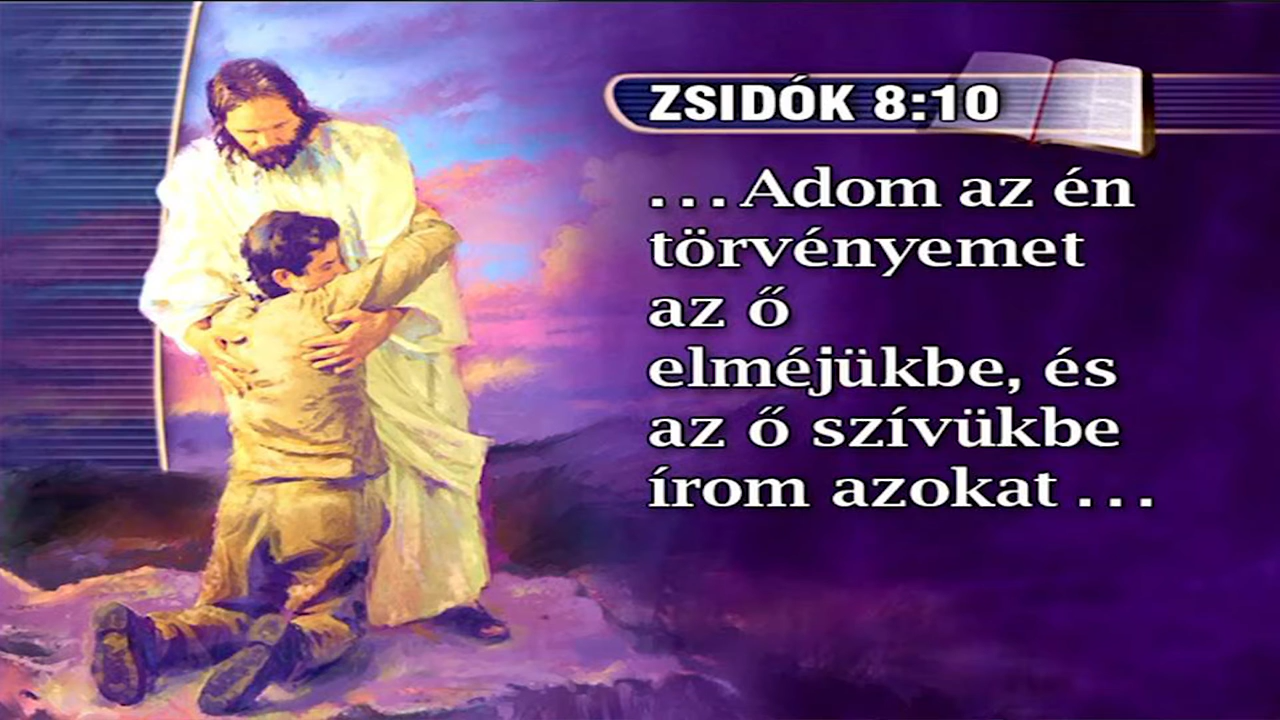 ZSIDÓK 8:10
...Adom az én
törvényemet
az ő
elméjükbe, és
az ő szívükbe
írom azokat...